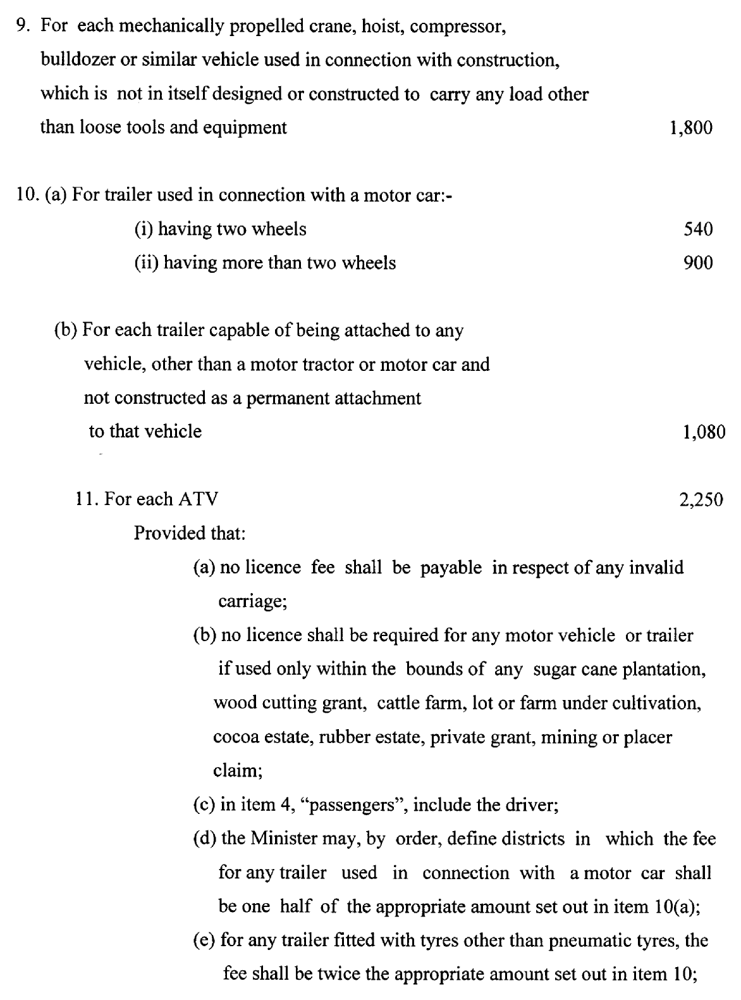 9. For each mechanically propelled crane, hoist, compressor,
bulldozer or similar vehicle used in connection with construction,
which is not in itself designed or constructed to carry any load other
than loose tools and equipment 1,800
10. (a) For trailer used in connection with a motor car:-
(i) having two wheels 540
(ii) having more than two wheels 900
(b) For each trailer capable of being attached to any
vehicle, other than a motor tractor or motor car and
not constructed as a permanent attachment
to that vehicle 1,080
11. For each ATV 2,250
Provided that:
(a) no licence fee shall be payable in respect of any invalid
carriage;
(b) no licence shall be required for any motor vehicle or trailer
if used only within the bounds of any sugar cane plantation,
wood cutting grant, cattle farm, lot or farm under cultivation,
cocoa estate, rubber estate, private grant, mining or placer
claim;
(c) in item 4, “passengers”, include the driver;
(d) the Minister may, by order, define districts in which the fee
for any trailer used in connection with a motor car shall
be one half of the appropriate amount set out in item 10(a);
(e) for any trailer fitted with tyres other than pneumatic tyres, the
fee shall be twice the appropriate amount set out in item 10;